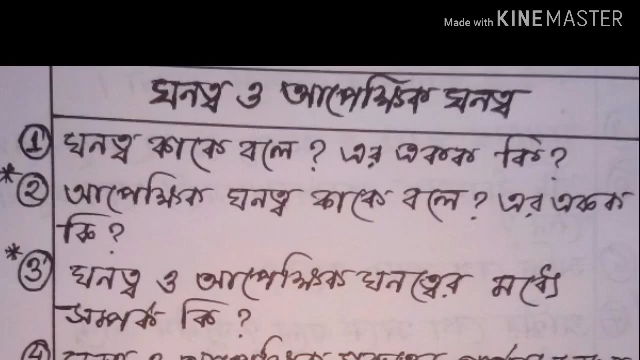 Made with KINEMASTER
ঘনত্ব ও আপেক্ষিক ঘনত্ব
① ঘনত্ব কাকে বলে? এর একক কি?
* ② আপেক্ষিক ঘনত্ব কাকে বলে? এর একক
কি?
* ③ ঘনত্ব ও আপেক্ষিক ঘনত্বের মধ্যে
সম্পর্ক কি?
④